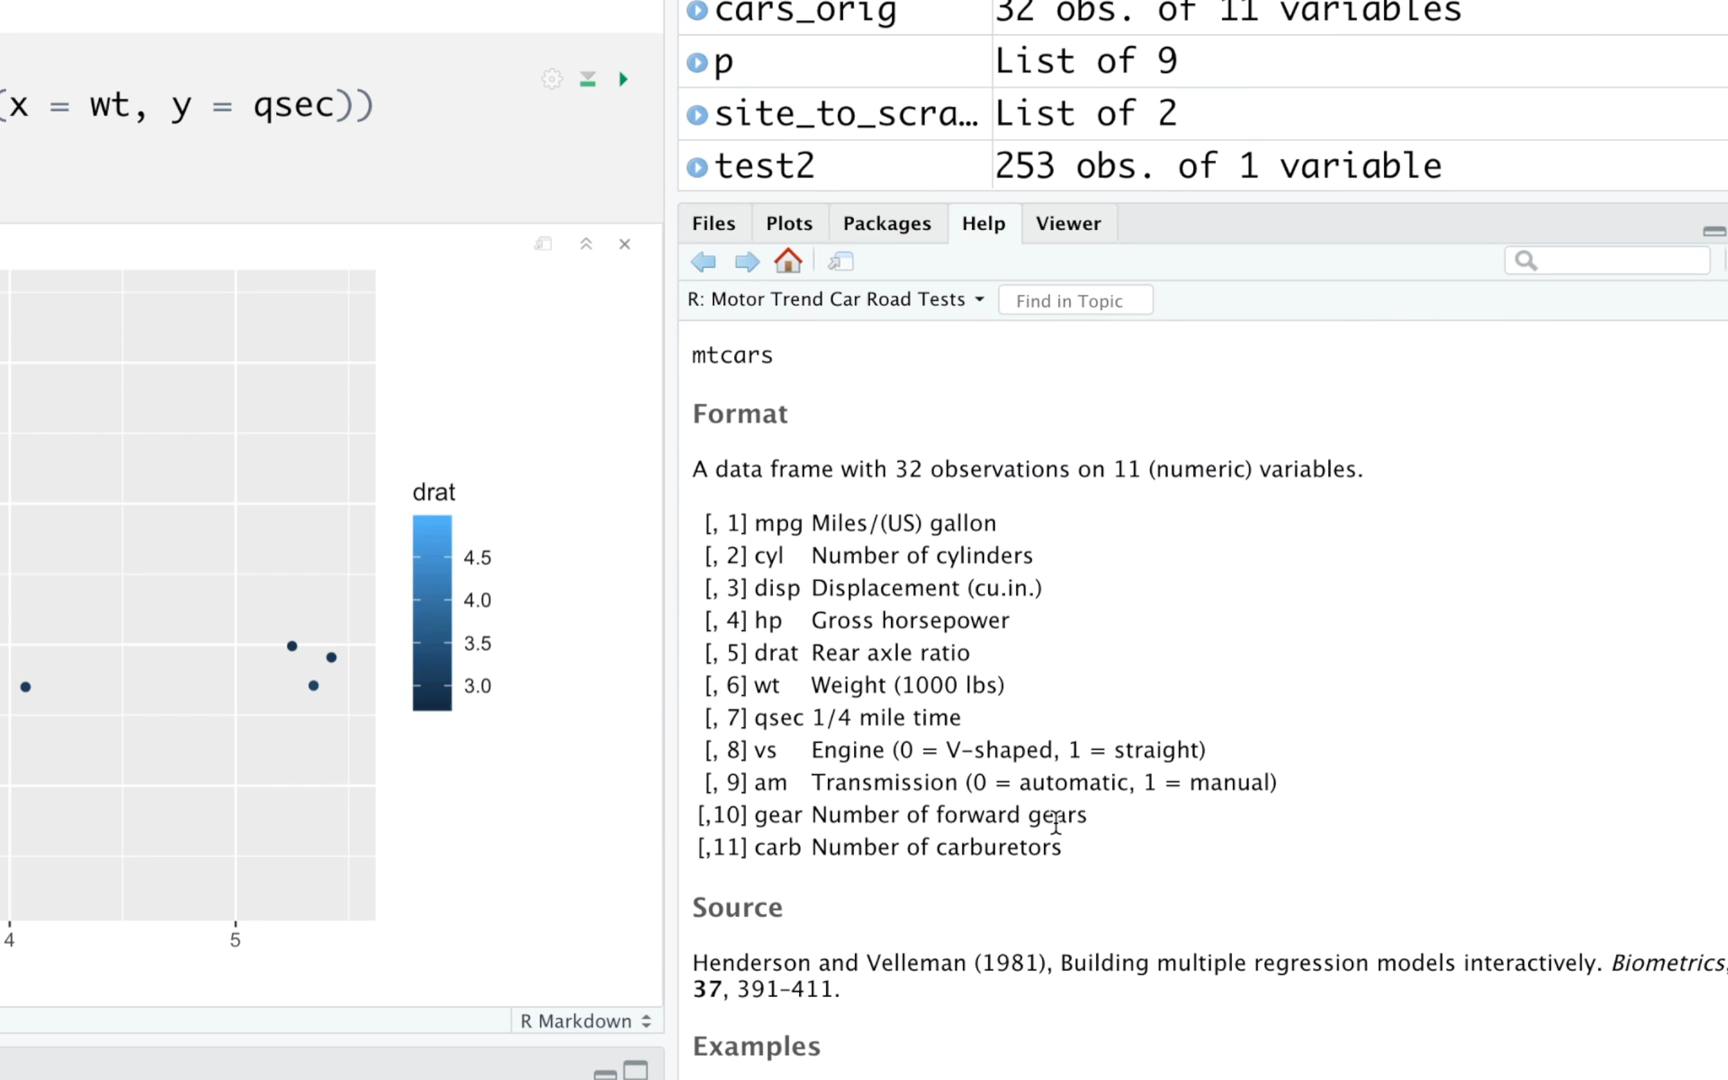 (x = wt, y = qsec))
drat
4.5
4.0
3.5
3.0
4
5
R Markdown
cars_orig 32 obs. of 11 variables
p List of 9
site_to_scra… List of 2
test2 253 obs. of 1 variable
Files Plots Packages Help Viewer
R: Motor Trend Car Road Tests Find in Topic
mtcars
Format
A data frame with 32 observations on 11 (numeric) variables.
[, 1] mpg Miles/(US) gallon
[, 2] cyl Number of cylinders
[, 3] disp Displacement (cu.in.)
[, 4] hp Gross horsepower
[, 5] drat Rear axle ratio
[, 6] wt Weight (1000 lbs)
[, 7] qsec 1/4 mile time
[, 8] vs Engine (0 = V-shaped, 1 = straight)
[, 9] am Transmission (0 = automatic, 1 = manual)
[,10] gear Number of forward gears
[,11] carb Number of carburetors
Source
Henderson and Velleman (1981), Building multiple regression models interactively. Biometrics,
37, 391–411.
Examples